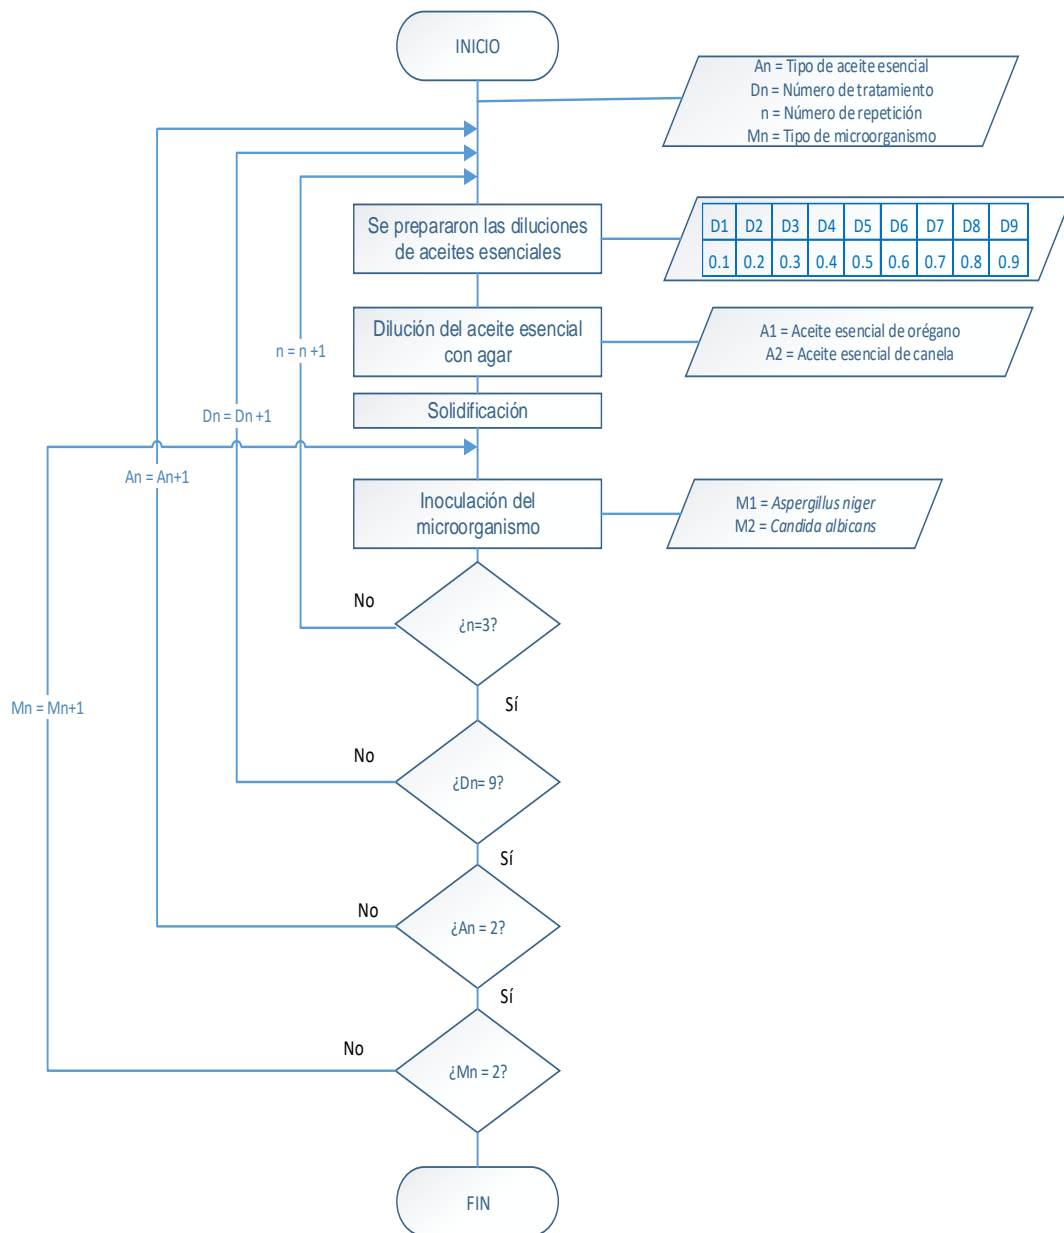 INICIO
An = Tipo de aceite esencial
Dn = Número de tratamiento
n = Número de repetición
Mn = Tipo de microorganismo
Se prepararon las diluciones
de aceites esenciales
D1 D2 D3 D4 D5 D6 D7 D8 D9
0.1 0.2 0.3 0.4 0.5 0.6 0.7 0.8 0.9
Dilución del aceite esencial
con agar
A1 = Aceite esencial de orégano
A2 = Aceite esencial de canela
n = n +1
Solidificación
Dn = Dn +1
An = An+1
Inoculación del
microorganismo
M1 = Aspergillus niger
M2 = Candida albicans
No
¿n=3?
Sí
Mn = Mn+1
No
¿Dn= 9?
Sí
No
¿An = 2?
Sí
No
¿Mn = 2?
FIN